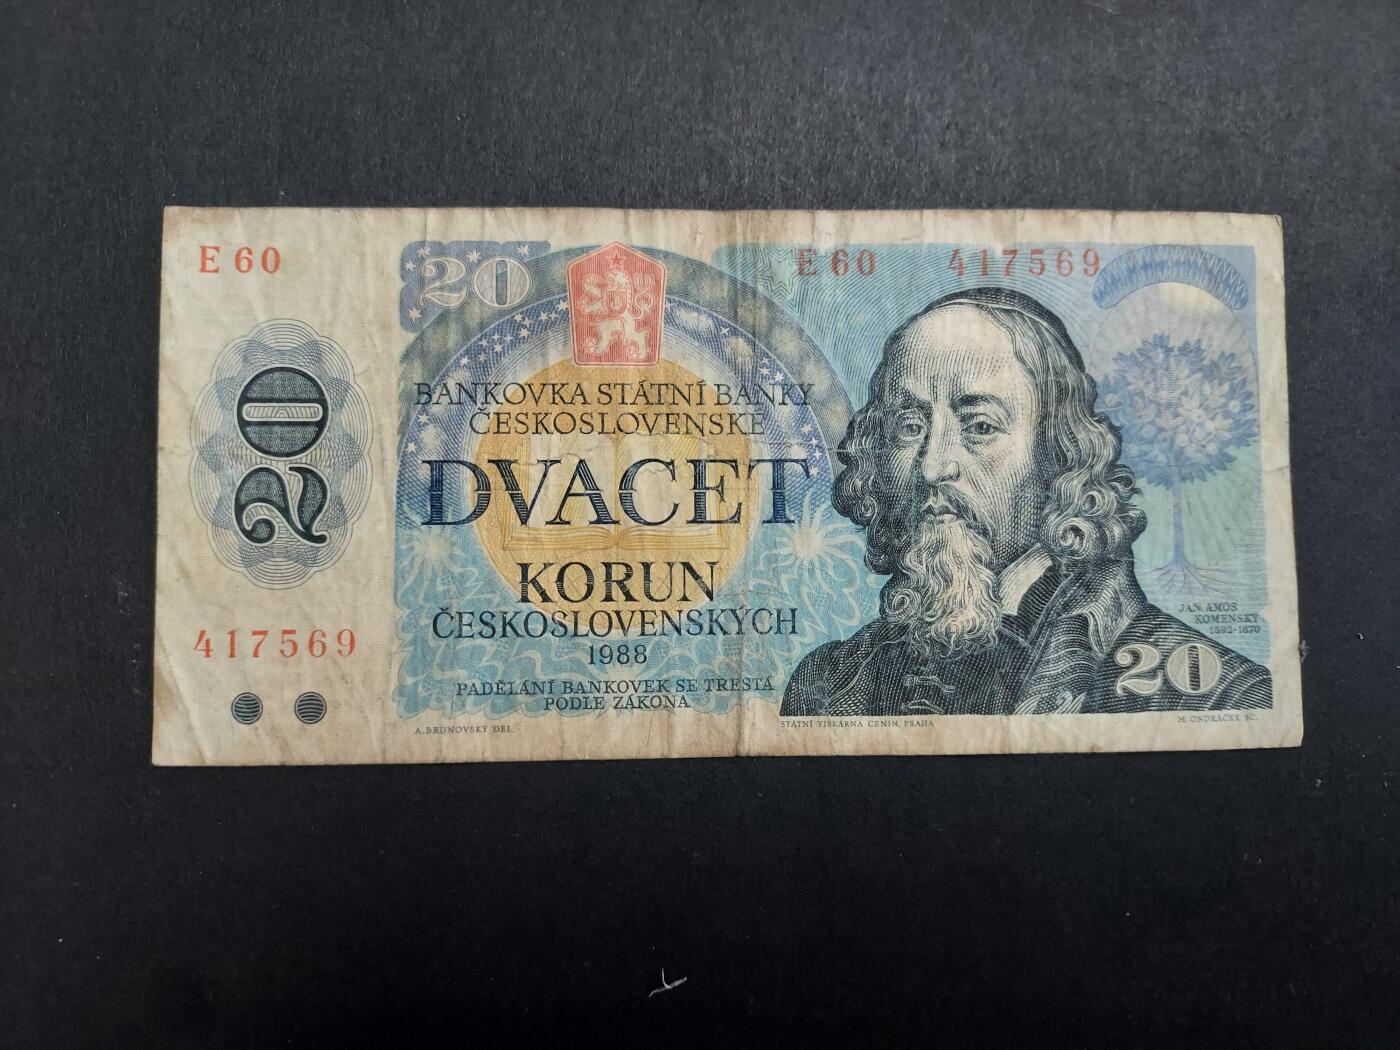 E 60
E 60 417569
20
20
BANKOVKA STÁTNÍ BANKY
ČESKOSLOVENSKÉ
DVACET
KORUN
ČESKOSLOVENSKÝCH
1988
PADĚLÁNÍ BANKOVEK SE TRESTÁ
PODLE ZÁKONA
417569
JAN AMOS
KOMENSKÝ
1592-1670
20
A. BRUNOVSKÝ DEL.
STÁTNÍ TISKÁRNA CENIN, PRAHA
M. ONDRÁČEK SC.